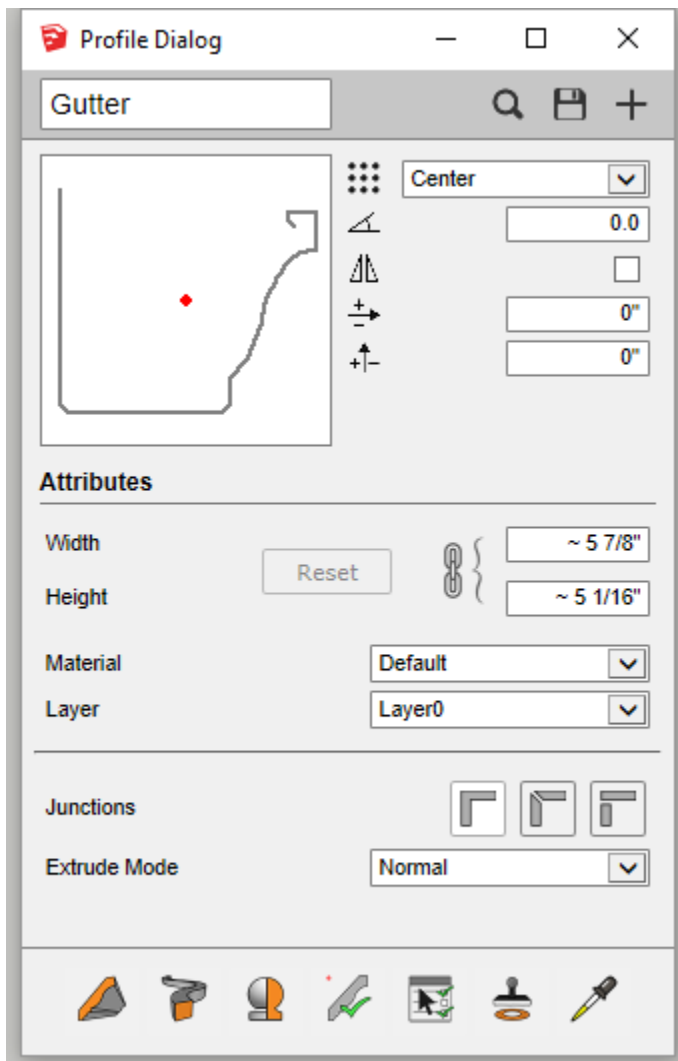 Profile Dialog
Gutter
Center
0.0
0"
0"
Attributes
Width
~ 5 7/8"
Reset
Height
~ 5 1/16"
Material
Default
Layer
Layer0
Junctions
Extrude Mode
Normal